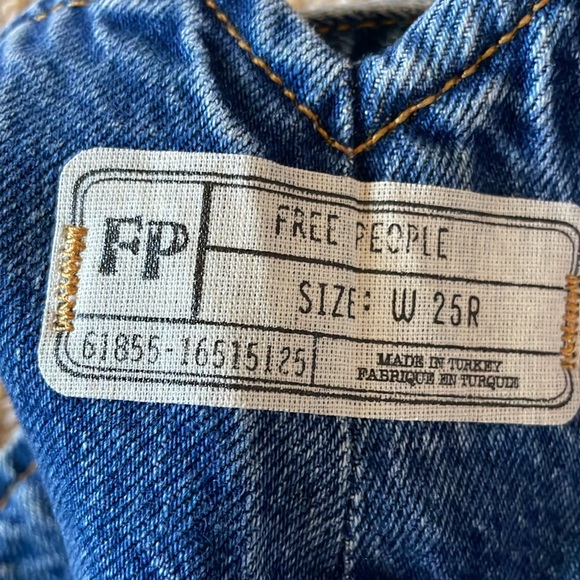 FP
FREE PEOPLE
SIZE: W 25R
61855-16515125
MADE IN TURKEY
FABRIQUE EN TURQUIE